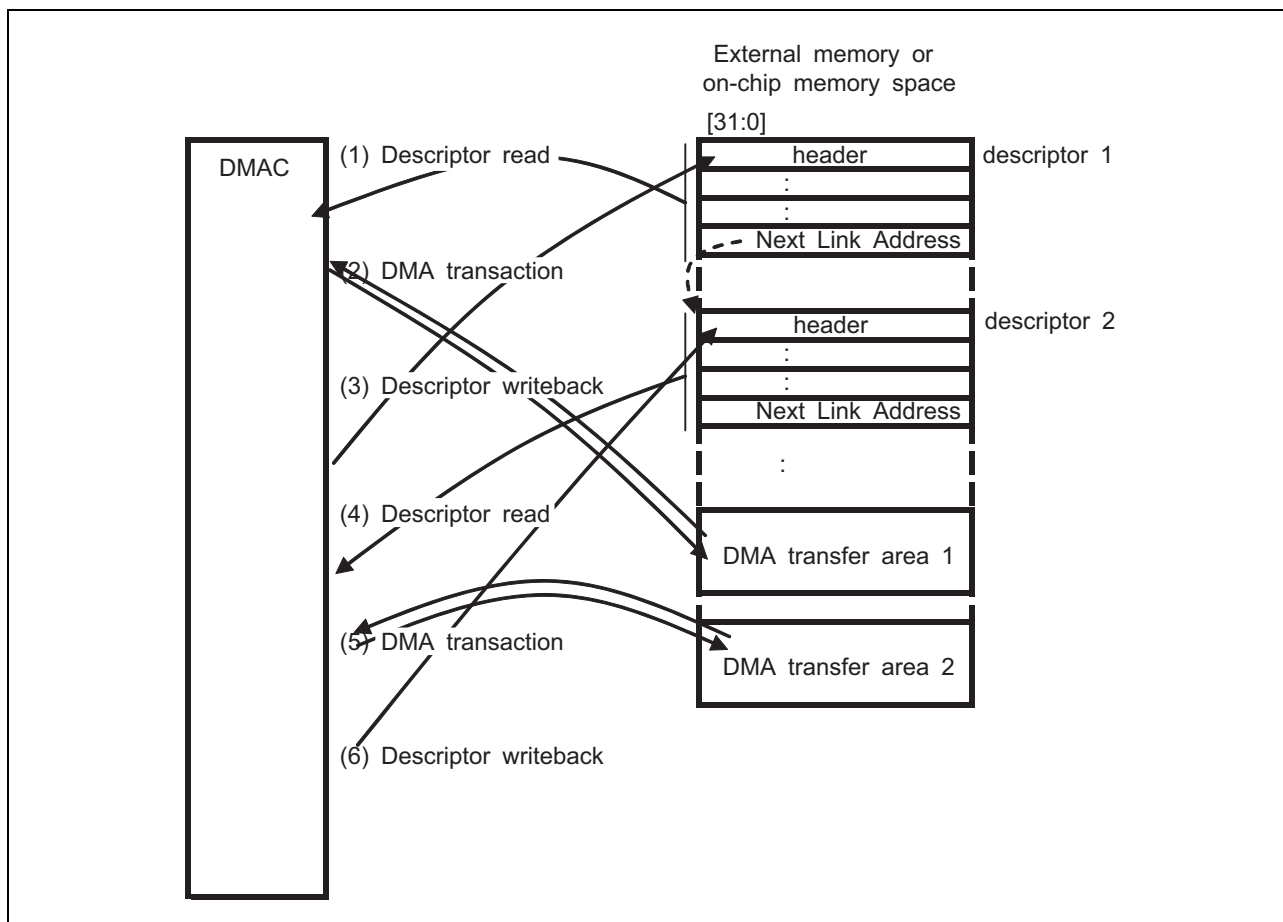 External memory or
on-chip memory space
[31:0]
DMAC
(1) Descriptor read
header
descriptor 1
:
:
Next Link Address
(2) DMA transaction
header
descriptor 2
:
:
(3) Descriptor writeback
Next Link Address
:
(4) Descriptor read
DMA transfer area 1
(5) DMA transaction
DMA transfer area 2
(6) Descriptor writeback